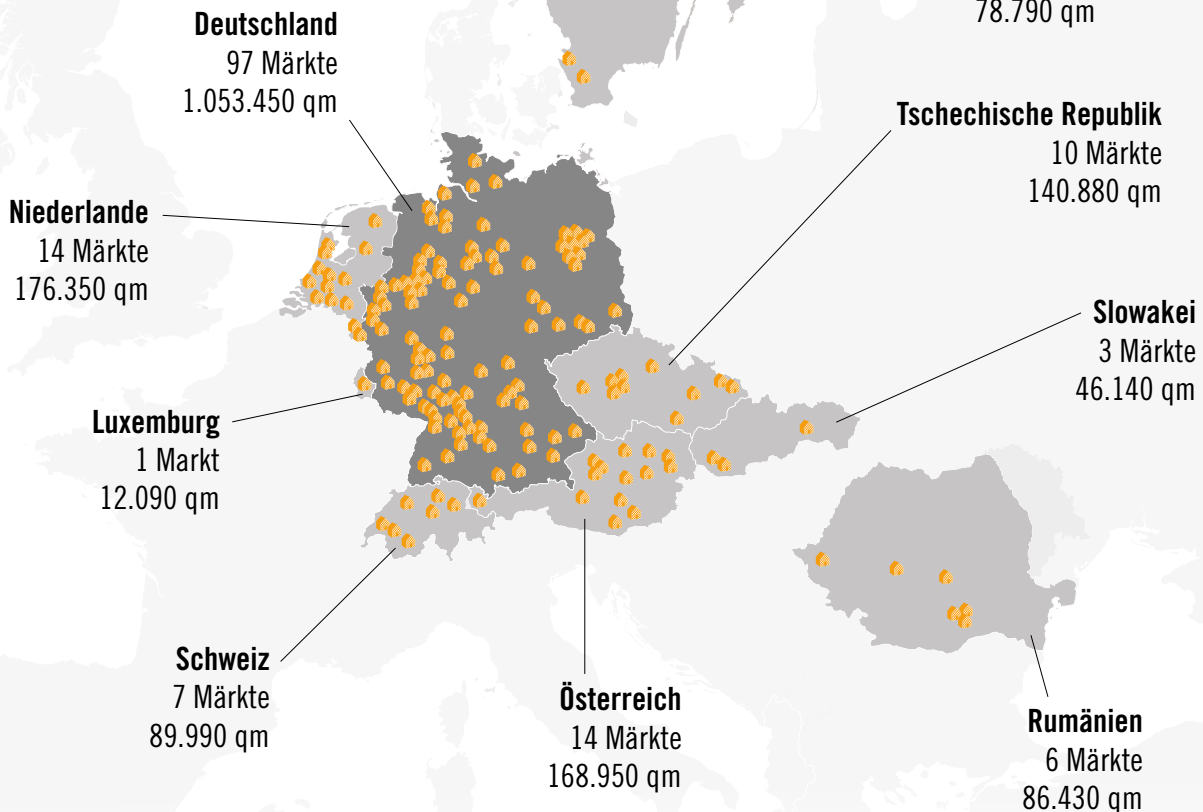 78.790 qm
Deutschland
97 Märkte
1.053.450 qm
Tschechische Republik
10 Märkte
140.880 qm
Niederlande
14 Märkte
176.350 qm
Slowakei
3 Märkte
46.140 qm
Luxemburg
1 Markt
12.090 qm
Schweiz
7 Märkte
89.990 qm
Österreich
14 Märkte
168.950 qm
Rumänien
6 Märkte
86.430 qm